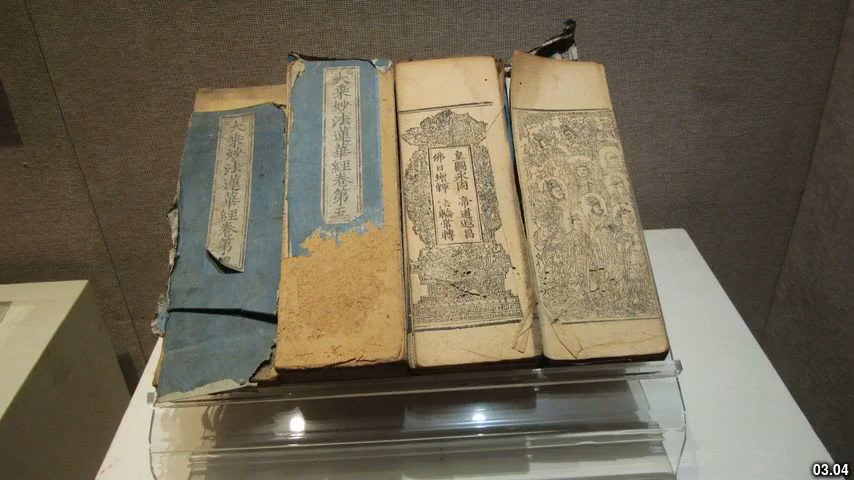 大乘妙法蓮華經卷第
大乘妙法蓮華經卷第五
皇圖永固 帝道遐昌
佛日增輝 法輪常轉
03.04